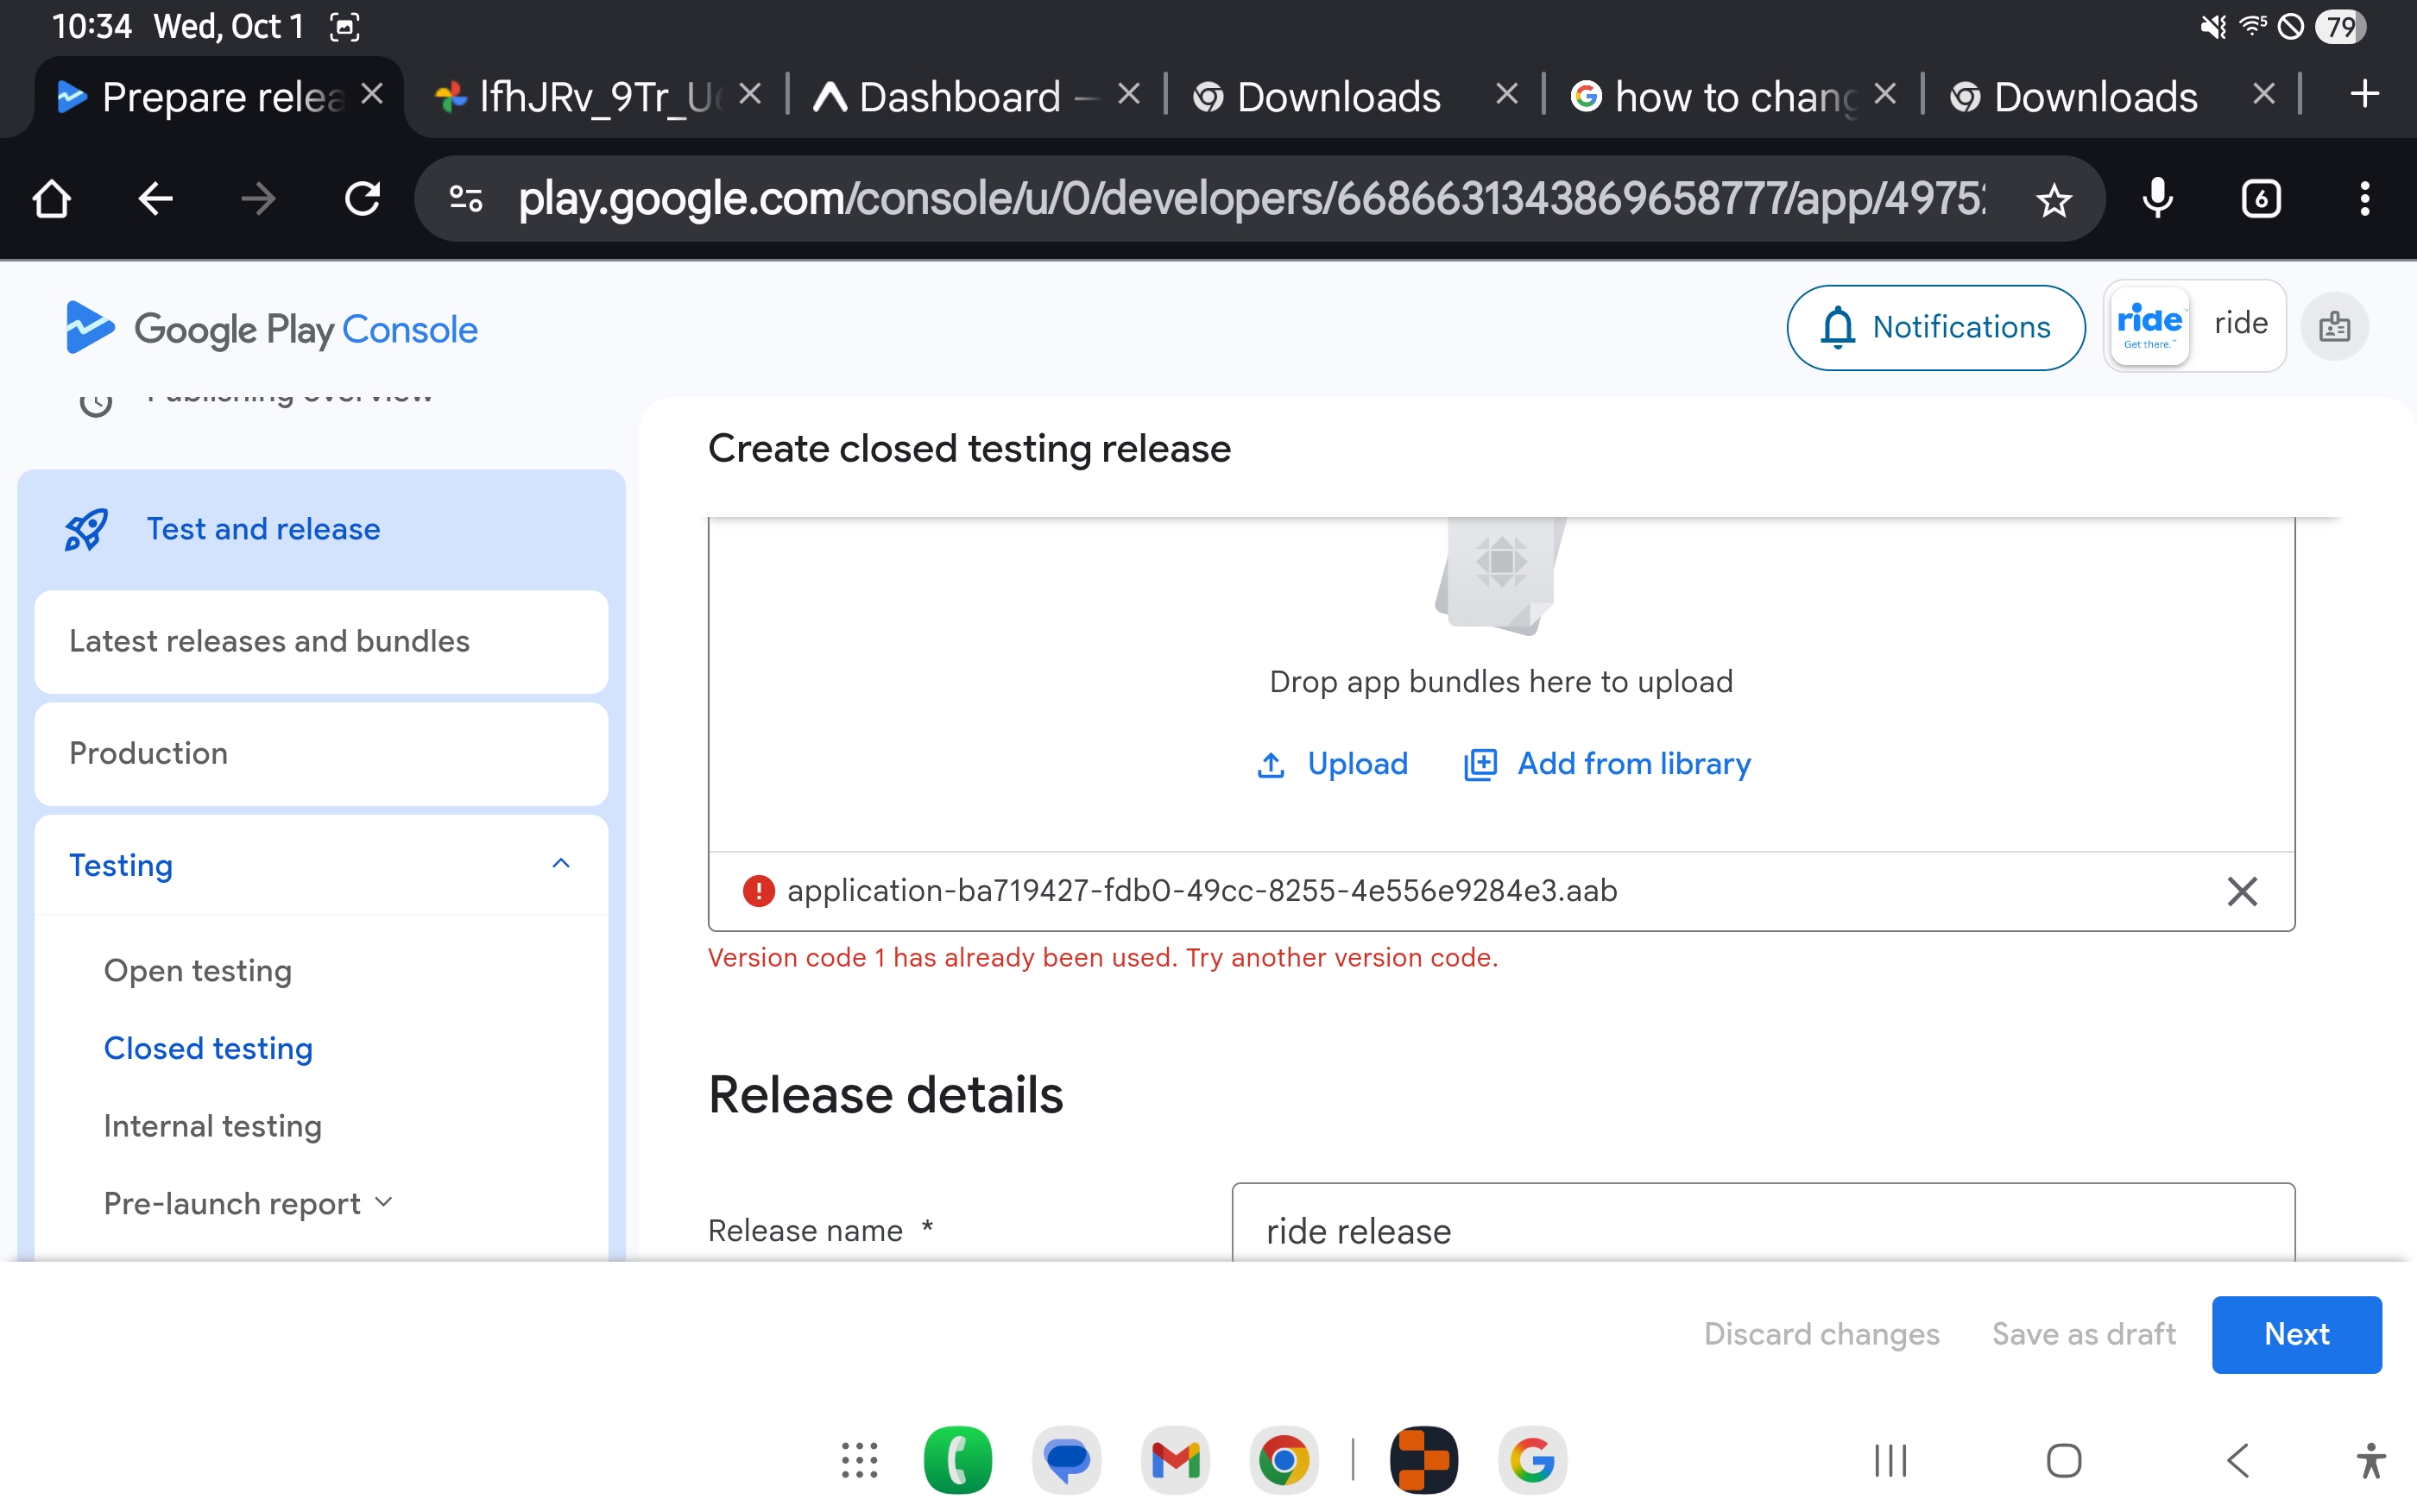 10:34 Wed, Oct 1 79
Prepare relea
lfhJRv_9Tr_U
Dashboard –
Downloads
how to chang
Downloads
play.google.com/console/u/0/developers/6686631343869658777/app/4975
6
Google Play Console
Notifications
ride
Get there.™
ride
Publishing overview
Test and release
Latest releases and bundles
Production
Testing
Open testing
Closed testing
Internal testing
Pre-launch report
Create closed testing release
Drop app bundles here to upload
Upload
Add from library
application-ba719427-fdb0-49cc-8255-4e556e9284e3.aab
Version code 1 has already been used. Try another version code.
Release details
Release name *
ride release
Discard changes
Save as draft
Next